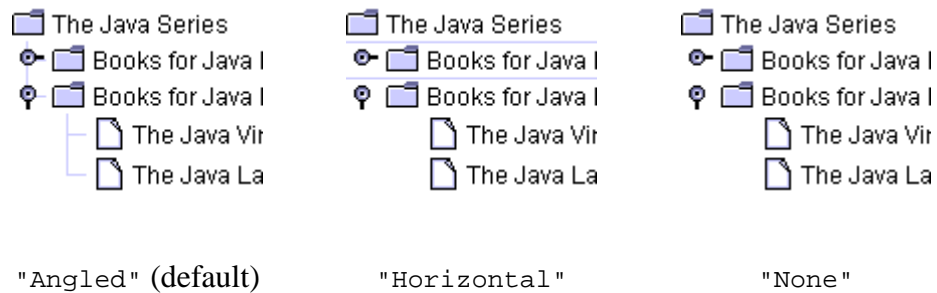 The Java Series
Books for Java
Books for Java
The Java Vir
The Java La
The Java Series
Books for Java
Books for Java
The Java Vir
The Java La
The Java Series
Books for Java
Books for Java
The Java Vir
The Java La
"Angled" (default)
"Horizontal"
"None"